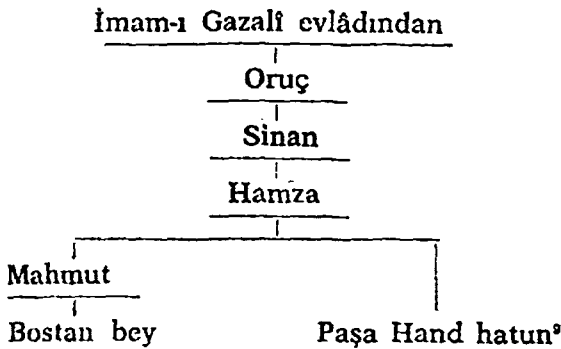 İmam-ı Gazalî evlâdından
Oruç
Sinan
Hamza
Mahmut
Bostan bey Paşa Hand hatun⁹